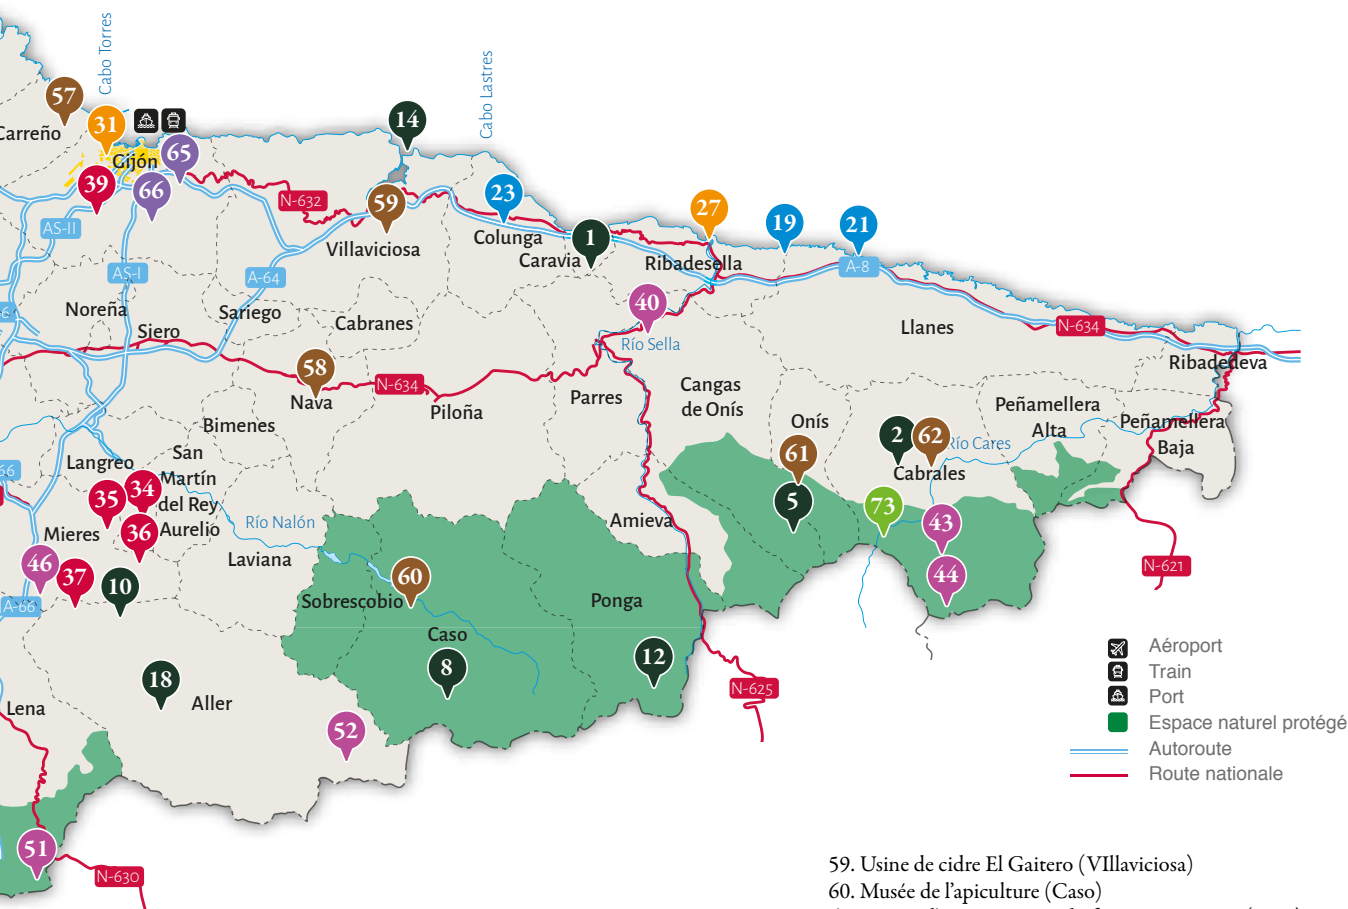 Cabo Torres
Cabo Lastres
57
31
14
Carreño
Gijón
65
39
66
N-632
59
23
27
19
21
AS-II
Villaviciosa
Colunga
1
Caravia
Ribadesella
A-8
AS-I
A-64
40
Noreña
Sariego
Cabranes
Siero
Río Sella
Llanes
N-634
Ribadedeva
58
Nava
N-634
Piloña
Parres
Cangas
de Onís
Bimenes
Onís
Peñamellera
Alta
Peñamellera
Baja
2
62
Río Cares
Cabrales
61
5
73
43
44
San
Martín
del Rey
Aurelio
Langreo
66
35
34
36
Mieres
46
37
10
A-66
Río Nalón
Laviana
Amieva
N-621
60
Sobrescobio
Caso
8
Ponga
12
18
Aller
Lena
52
N-625
51
N-630
Aéroport
Train
Port
Espace naturel protégé
Autoroute
Route nationale
59. Usine de cidre El Gaitero (VIllaviciosa)
60. Musée de l'apiculture (Caso)